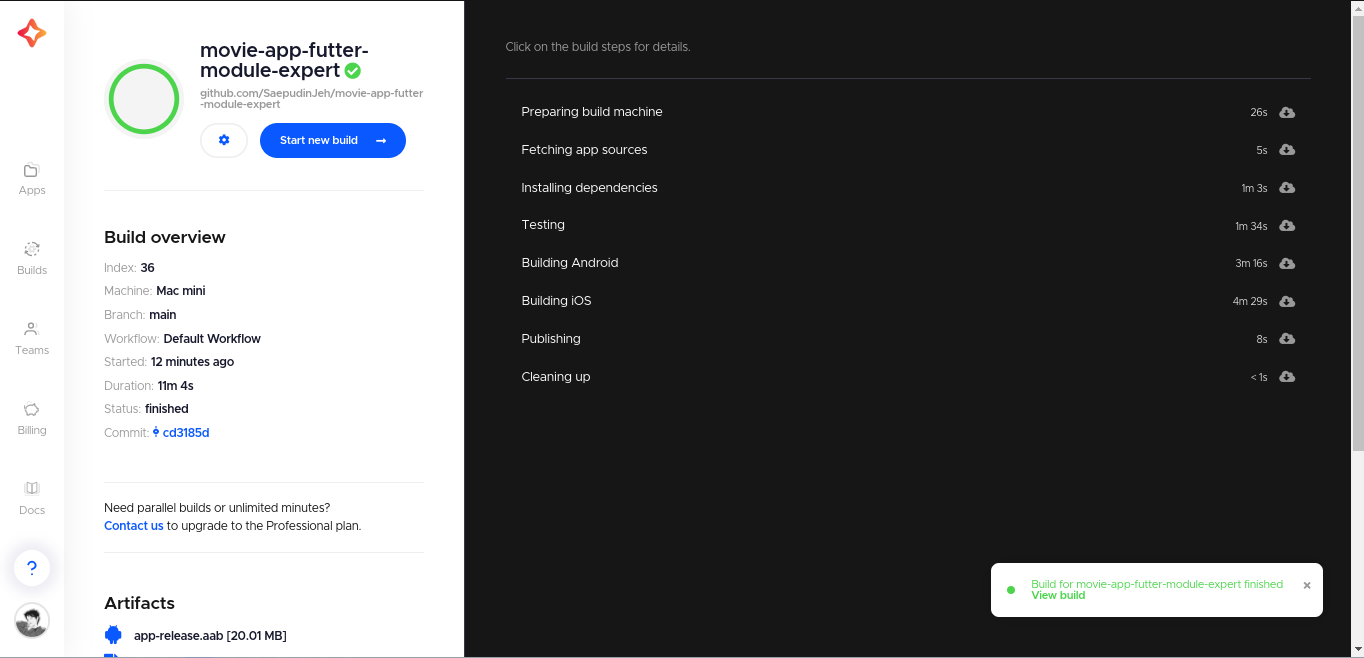 Apps
Builds
Teams
Billing
Docs
?
movie-app-futter-
module-expert
github.com/SaepudinJeh/movie-app-futter
-module-expert
Start new build →
Build overview
Index: 36
Machine: Mac mini
Branch: main
Workflow: Default Workflow
Started: 12 minutes ago
Duration: 11m 4s
Status: finished
Commit: cd3185d
Need parallel builds or unlimited minutes?
Contact us to upgrade to the Professional plan.
Artifacts
app-release.aab [20.01 MB]
Click on the build steps for details.
Preparing build machine 26s
Fetching app sources 5s
Installing dependencies 1m 3s
Testing 1m 34s
Building Android 3m 16s
Building iOS 4m 29s
Publishing 8s
Cleaning up < 1s
Build for movie-app-futter-module-expert finished ×
View build